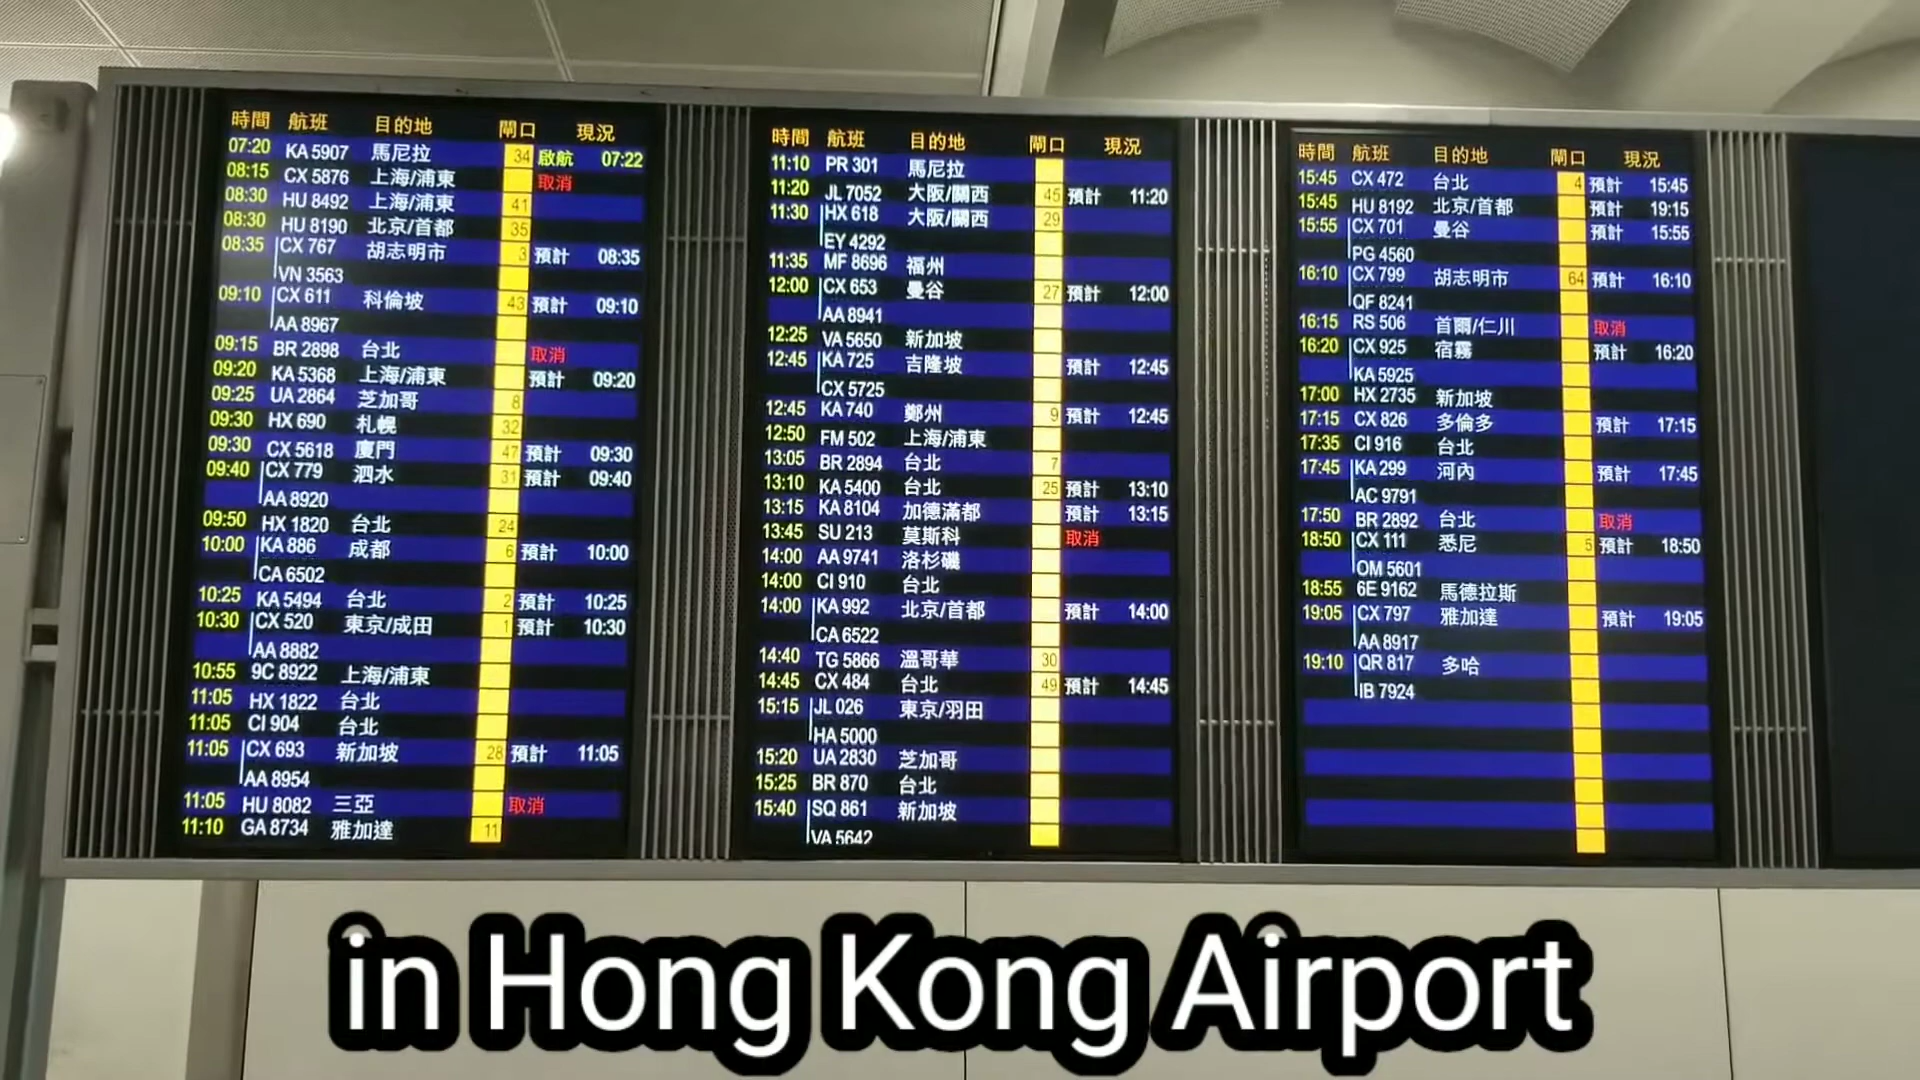 時間 航班 目的地 閘口 現況
07:20 KA 5907 馬尼拉 34 啟航 07:22
08:15 CX 5876 上海/浦東 取消
08:30 HU 8492 上海/浦東 41
08:30 HU 8190 北京/首都 35
08:35 CX 767 胡志明市 3 預計 08:35
VN 3563
09:10 CX 611 科倫坡 43 預計 09:10
AA 8967
09:15 BR 2898 台北 取消
09:20 KA 5368 上海/浦東 預計 09:20
09:25 UA 2864 芝加哥 8
09:30 HX 690 札幌 32
09:30 CX 5618 廈門 47 預計 09:30
09:40 CX 779 泗水 31 預計 09:40
AA 8920
09:50 HX 1820 台北 24
10:00 KA 886 成都 6 預計 10:00
CA 6502
10:25 KA 5494 台北 2 預計 10:25
10:30 CX 520 東京/成田 1 預計 10:30
AA 8882
10:55 9C 8922 上海/浦東
11:05 HX 1822 台北
11:05 CI 904 台北
11:05 CX 693 新加坡 28 預計 11:05
AA 8954
11:05 HU 8082 三亞 取消
11:10 GA 8734 雅加達 11
時間 航班 目的地 閘口 現況
11:10 PR 301 馬尼拉
11:20 JL 7052 大阪/關西 45 預計 11:20
11:30 HX 618 大阪/關西 29
EY 4292
11:35 MF 8696 福州
12:00 CX 653 曼谷 27 預計 12:00
AA 8941
12:25 VA 5650 新加坡
12:45 KA 725 吉隆坡 預計 12:45
CX 5725
12:45 KA 740 鄭州 9 預計 12:45
12:50 FM 502 上海/浦東
13:05 BR 2894 台北 7
13:10 KA 5400 台北 25 預計 13:10
13:15 KA 8104 加德滿都 預計 13:15
13:45 SU 213 莫斯科 取消
14:00 AA 9741 洛杉磯
14:00 CI 910 台北
14:00 KA 992 北京/首都 預計 14:00
CA 6522
14:40 TG 5866 溫哥華 30
14:45 CX 484 台北 49 預計 14:45
15:15 JL 026 東京/羽田
HA 5000
15:20 UA 2830 芝加哥
15:25 BR 870 台北
15:40 SQ 861 新加坡
VA 5642
時間 航班 目的地 閘口 現況
15:45 CX 472 台北 4 預計 15:45
15:45 HU 8192 北京/首都 預計 19:15
15:55 CX 701 曼谷 預計 15:55
PG 4560
16:10 CX 799 胡志明市 64 預計 16:10
QF 8241
16:15 RS 506 首爾/仁川 取消
16:20 CX 925 宿霧 預計 16:20
KA 5925
17:00 HX 2735 新加坡
17:15 CX 826 多倫多 預計 17:15
17:35 CI 916 台北
17:45 KA 299 河內 預計 17:45
AC 9791
17:50 BR 2892 台北 取消
18:50 CX 111 悉尼 5 預計 18:50
OM 5601
18:55 6E 9162 馬德拉斯
19:05 CX 797 雅加達 預計 19:05
AA 8917
19:10 QR 817 多哈
IB 7924
in Hong Kong Airport